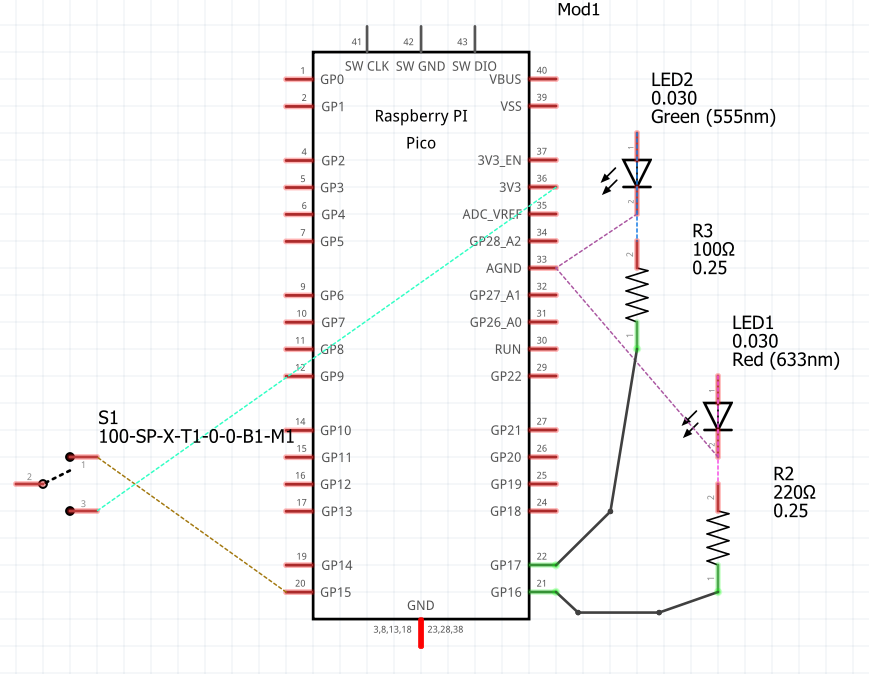 Mod1
41 42 43
SW CLK SW GND SW DIO
1 GP0 VBUS 40
2 GP1 VSS 39
Raspberry PI
Pico
4 GP2 3V3_EN 37
5 GP3 3V3 36
6 GP4 ADC_VREF 35
7 GP5 GP28_A2 34
AGND 33
9 GP6 GP27_A1 32
10 GP7 GP26_A0 31
11 GP8 RUN 30
12 GP9 GP22 29
14 GP10 GP21 27
15 GP11 GP20 26
16 GP12 GP19 25
17 GP13 GP18 24
19 GP14 GP17 22
20 GP15 GP16 21
GND
3,8,13,18 23,28,38
S1
100-SP-X-T1-0-0-B1-M1
1
2
3
LED2
0.030
Green (555nm)
1
2
R3
100Ω
0.25
2
1
LED1
0.030
Red (633nm)
1
2
R2
220Ω
0.25
2
1